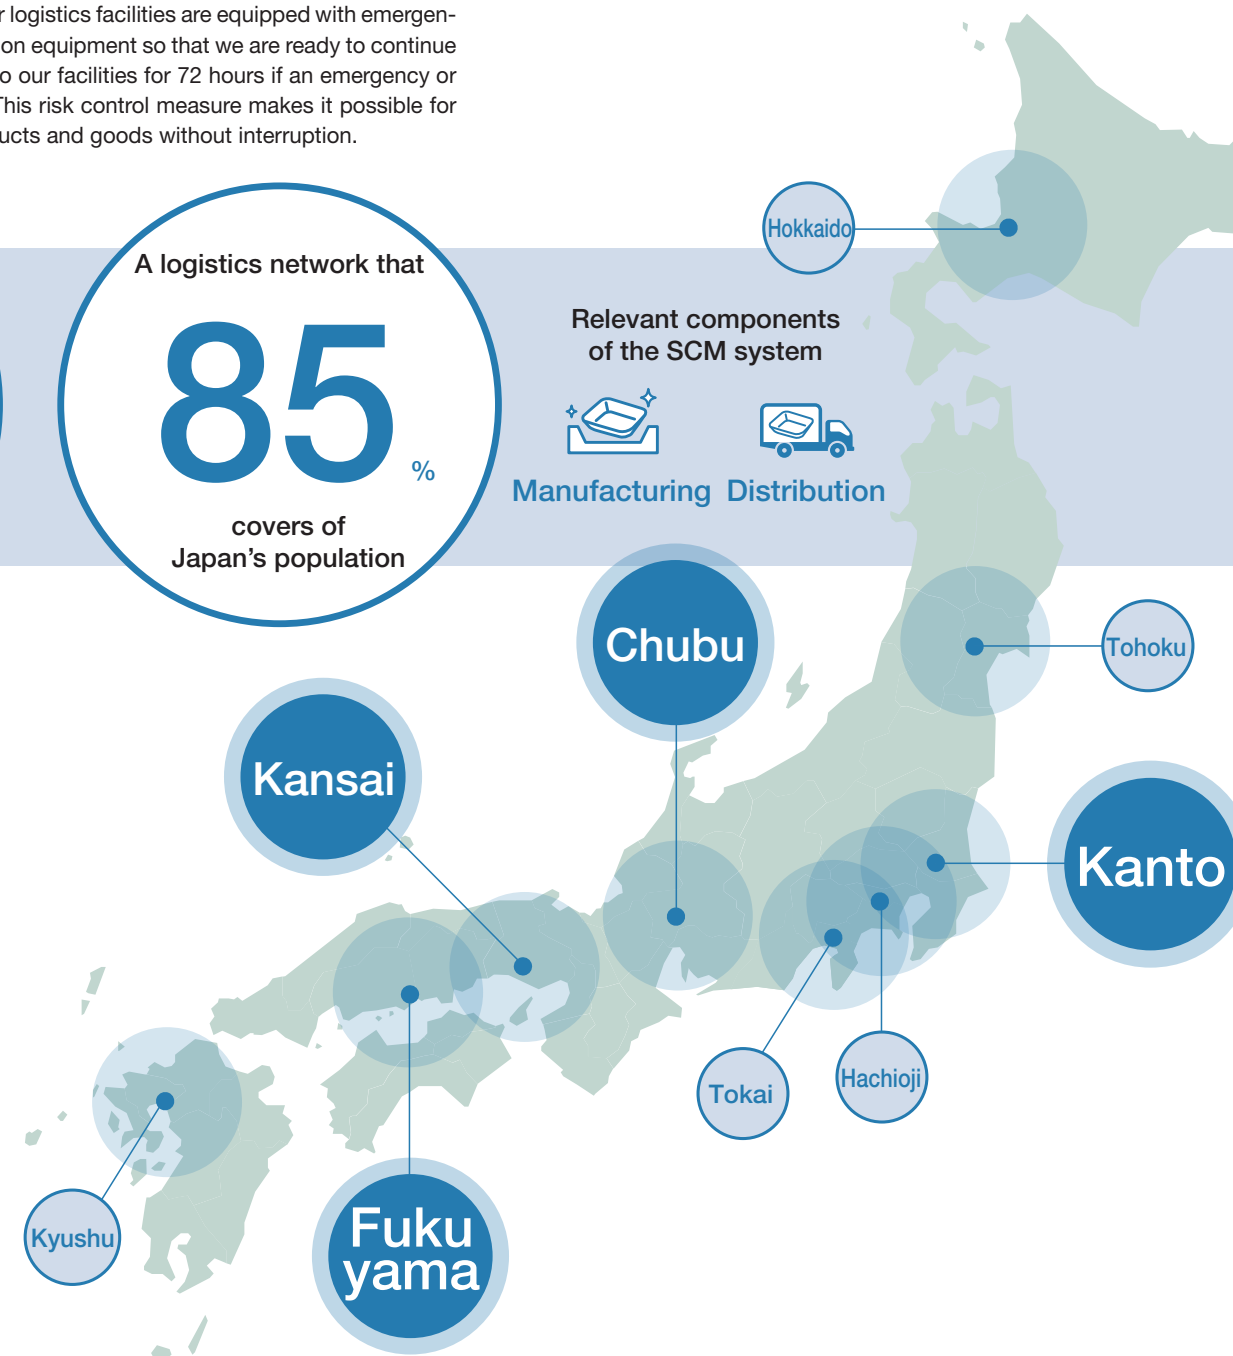 r logistics facilities are equipped with emergen-
on equipment so that we are ready to continue
o our facilities for 72 hours if an emergency or
This risk control measure makes it possible for
ucts and goods without interruption.
A logistics network that
85%
covers of
Japan’s population
Relevant components
of the SCM system
Manufacturing Distribution
Hokkaido
Chubu
Tohoku
Kansai
Kanto
Tokai
Hachioji
Kyushu
Fuku
yama